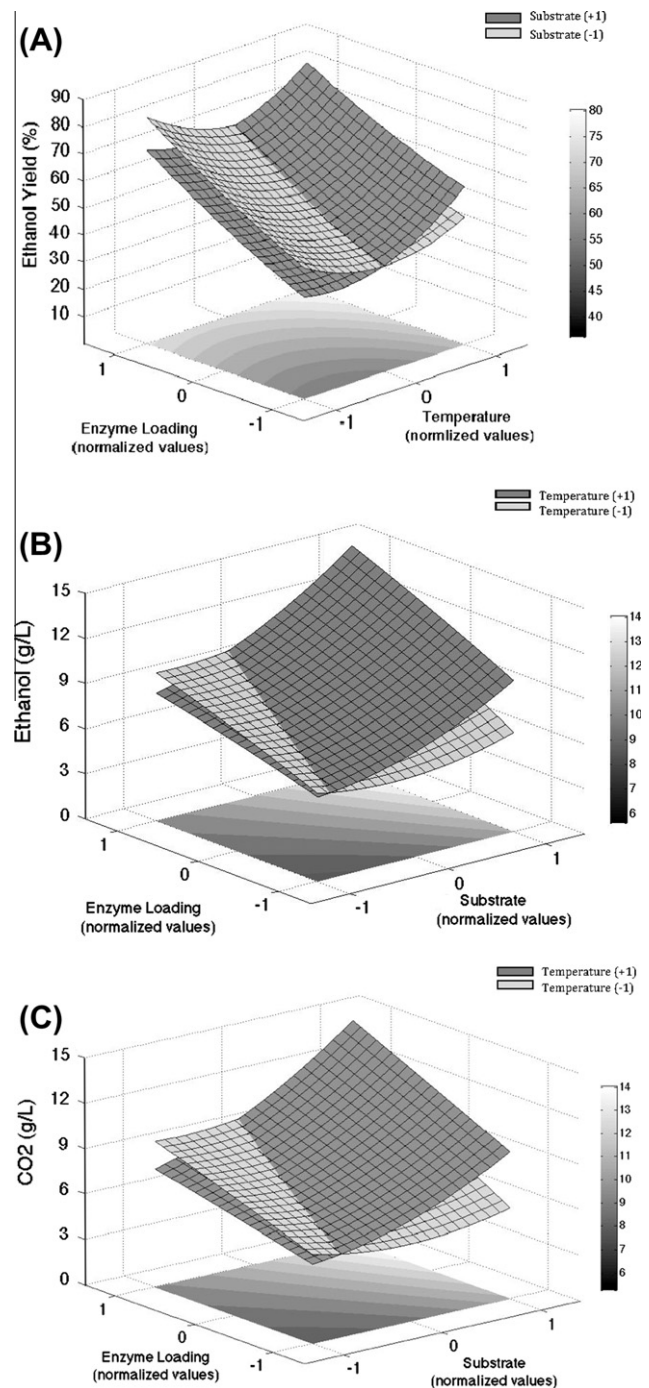 (A)
Substrate (+1)
Substrate (-1)
90
80
70
60
50
40
30
20
10
Ethanol Yield (%)
80
75
70
65
60
55
50
45
40
1
0
-1
Enzyme Loading
(normalized values)
-1
0
1
Temperature
(normlized values)
(B)
Temperature (+1)
Temperature (-1)
15
12
9
6
3
0
Ethanol (g/L)
14
13
12
11
10
9
8
7
6
1
0
-1
Enzyme Loading
(normalized values)
-1
0
1
Substrate
(normalized values)
(C)
Temperature (+1)
Temperature (-1)
15
12
9
6
3
0
CO2 (g/L)
14
13
12
11
10
9
8
7
6
1
0
-1
Enzyme Loading
(normalized values)
-1
0
1
Substrate
(normalized values)